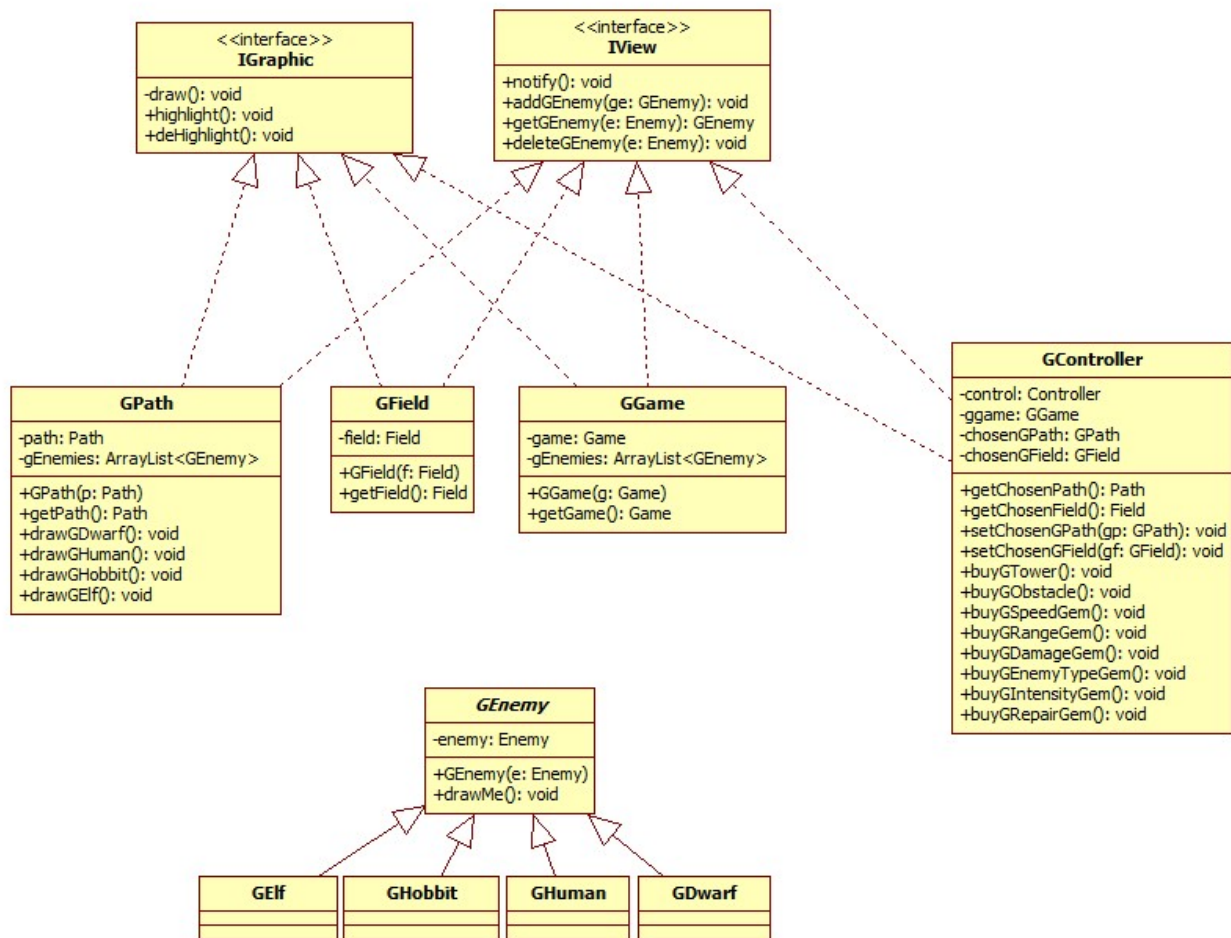 <<interface>>
IGraphic
-draw(): void
+highlight(): void
+deHighlight(): void
<<interface>>
IView
+notify(): void
+addGEnemy(ge: GEnemy): void
+getGEnemy(e: Enemy): GEnemy
+deleteGEnemy(e: Enemy): void
GPath
-path: Path
-gEnemies: ArrayList<GEnemy>
+GPath(p: Path)
+getPath(): Path
+drawGDwarf(): void
+drawGHuman(): void
+drawGHobbit(): void
+drawGElf(): void
GField
-field: Field
+GField(f: Field)
+getField(): Field
GGame
-game: Game
-gEnemies: ArrayList<GEnemy>
+GGame(g: Game)
+getGame(): Game
GController
-control: Controller
-ggame: GGame
-chosenGPath: GPath
-chosenGField: GField
+getChosenPath(): Path
+getChosenField(): Field
+setChosenGPath(gp: GPath): void
+setChosenGField(gf: GField): void
+buyGTower(): void
+buyGObstacle(): void
+buyGSpeedGem(): void
+buyGRangeGem(): void
+buyGDamageGem(): void
+buyGEnemyTypeGem(): void
+buyGIntensityGem(): void
+buyGRepairGem(): void
GEnemy
-enemy: Enemy
+GEnemy(e: Enemy)
+drawMe(): void
GElf
GHobbit
GHuman
GDwarf